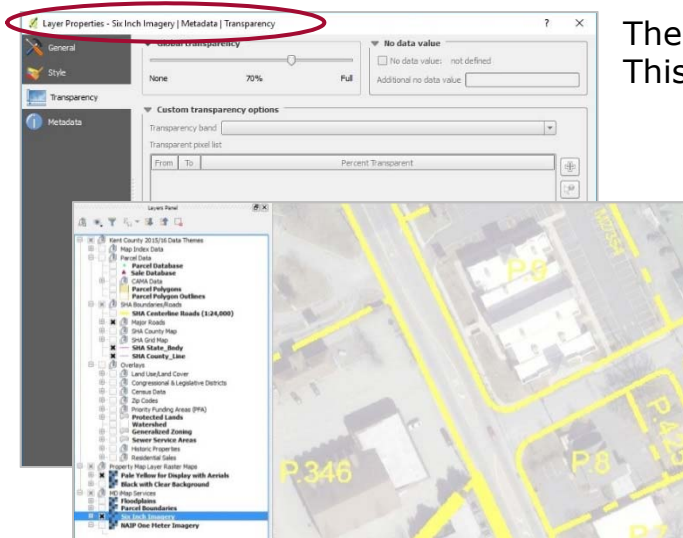 Layer Properties - Six Inch Imagery | Metadata | Transparency
? ×
The
This
General
Style
Transparency
Metadata
Global transparency
None 70% Full
No data value
No data value: not defined
Additional no data value
Custom transparency options
Transparency band
Transparent pixel list
From To Percent Transparent
Layers Panel
Kent County 2015/16 Data Themes
Map Index Data
Parcel Data
Parcel Database
Sale Database
CAMA Data
Parcel Polygons
Parcel Polygon Outlines
SHA Boundaries/Roads
SHA Centerline Roads (1:24,000)
Major Roads
SHA County Map
SHA Grid Map
SHA State_Body
SHA County_Line
Overlays
Land Use/Land Cover
Congressional & Legislative Districts
Census Data
Zip Codes
Priority Funding Areas (PFA)
Protected Lands
Watershed
Generalized Zoning
Sewer Service Areas
Historic Properties
Residential Sales
Property Map Layer Raster Maps
Pale Yellow for Display with Aerials
Black with Clear Background
MD iMap Services
Floodplains
Parcel Boundaries
Six Inch Imagery
NAIP One Meter Imagery
P.9
P.346
P.8
P.425